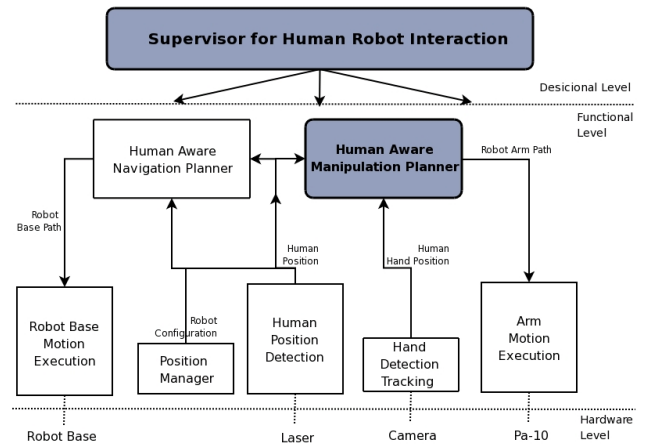 Supervisor for Human Robot Interaction
Desicional Level
Functional
Level
Human Aware
Navigation Planner
Human Aware
Manipulation Planner
Robot Arm Path
Robot
Base Path
Human
Position
Human
Hand Position
Robot Base
Motion
Execution
Robot
Configuration
Position
Manager
Human
Position
Detection
Hand
Detection
Tracking
Arm
Motion
Execution
Hardware
Level
Robot Base
Laser
Camera
Pa-10